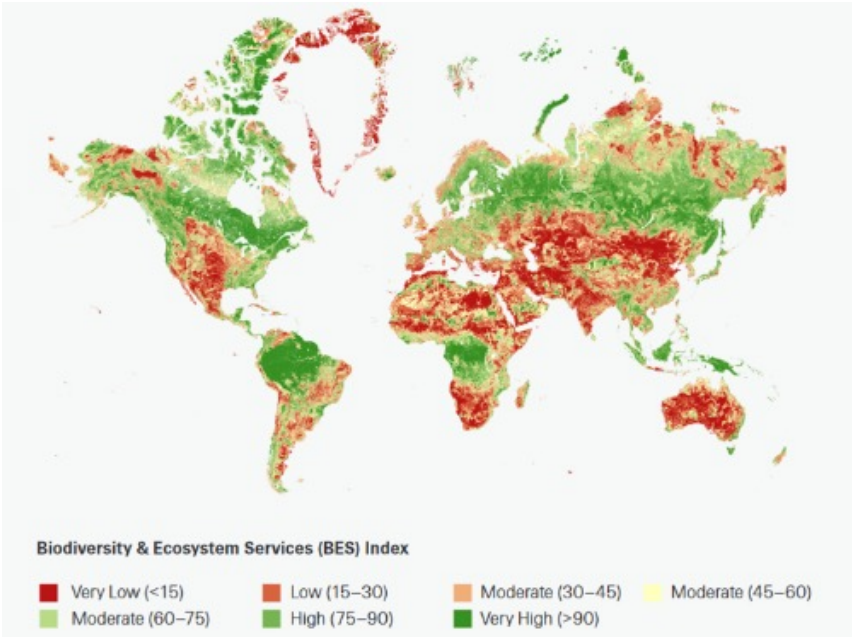 Biodiversity & Ecosystem Services (BES) Index
Very Low (<15) Low (15–30) Moderate (30–45) Moderate (45–60)
Moderate (60–75) High (75–90) Very High (>90)